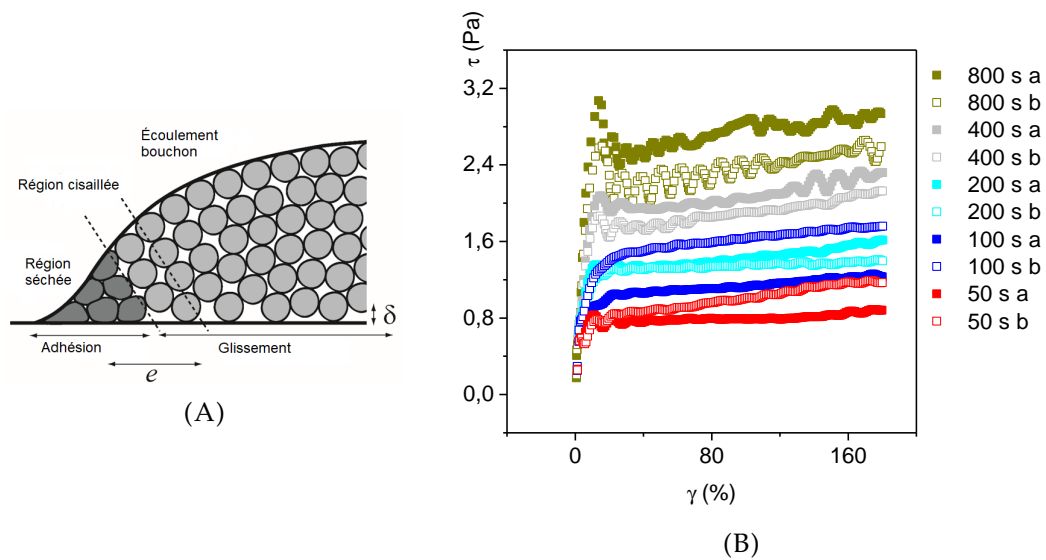 Écoulement
bouchon
Région cisaillée
Région
séchée
δ
Adhésion
Glissement
e
(A)
τ (Pa)
3,2
2,4
1,6
0,8
0,0
0
80
160
γ (%)
800 s a
800 s b
400 s a
400 s b
200 s a
200 s b
100 s a
100 s b
50 s a
50 s b
(B)